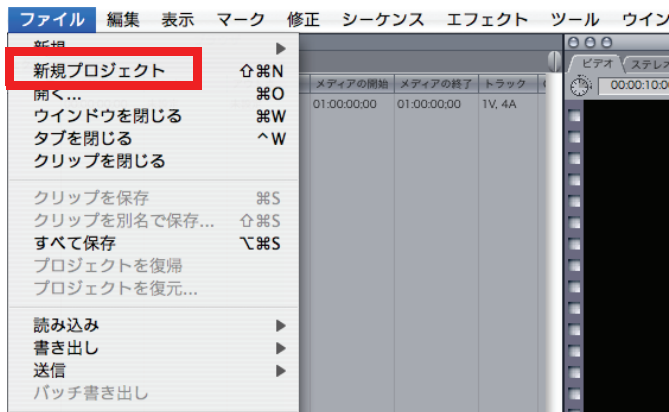 ファイル 編集 表示 マーク 修正 シーケンス エフェクト ツール ウイン
新規
新規プロジェクト ⇧⌘N
開く... ⌘O
ウインドウを閉じる ⌘W
タブを閉じる ^W
クリップを閉じる
クリップを保存 ⌘S
クリップを別名で保存... ⇧⌘S
すべて保存 ⌥⌘S
プロジェクトを復帰
プロジェクトを復元...
読み込み
書き出し
送信
バッチ書き出し
メディアの開始 メディアの終了 トラック
01:00:00;00 01:00:00;00 1V, 4A
ビデオ ステレオ
00:00:10:0